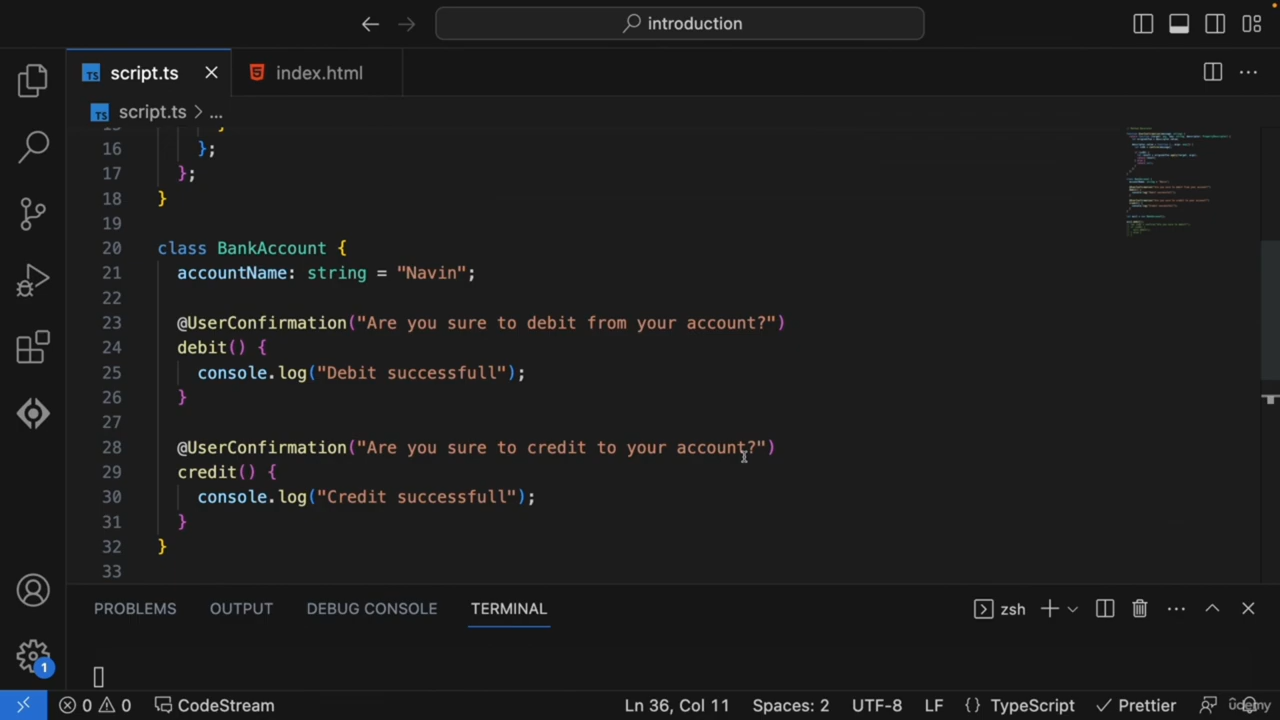 introduction
script.ts
index.html
TS script.ts > ...
15 }
16 };
17 };
18 }
19
20 class BankAccount {
21 accountName: string = "Navin";
22
23 @UserConfirmation("Are you sure to debit from your account?")
24 debit() {
25 console.log("Debit successfull");
26 }
27
28 @UserConfirmation("Are you sure to credit to your account?")
29 credit() {
30 console.log("Credit successfull");
31 }
32 }
33
PROBLEMS OUTPUT DEBUG CONSOLE TERMINAL zsh
1
0 0 CodeStream Ln 36, Col 11 Spaces: 2 UTF-8 LF {} TypeScript Prettier ûdemy